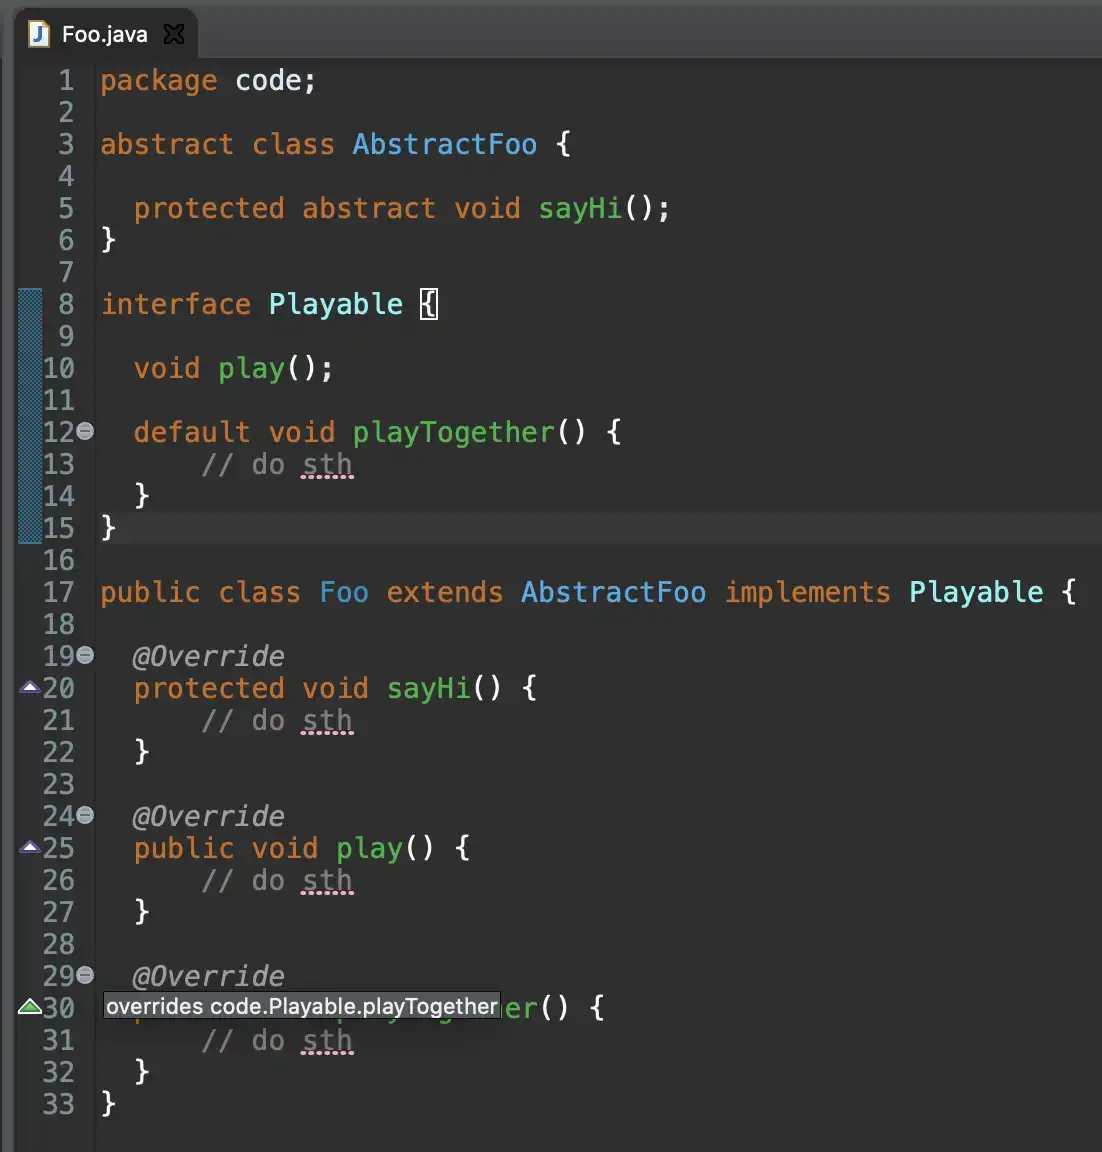 Foo.java
1 package code;
2
3 abstract class AbstractFoo {
4
5 protected abstract void sayHi();
6 }
7
8 interface Playable {
9
10 void play();
11
12 default void playTogether() {
13 // do sth
14 }
15 }
16
17 public class Foo extends AbstractFoo implements Playable {
18
19 @Override
20 protected void sayHi() {
21 // do sth
22 }
23
24 @Override
25 public void play() {
26 // do sth
27 }
28
29 @Override
30 overrides code.Playable.playTogether er() {
31 // do sth
32 }
33 }